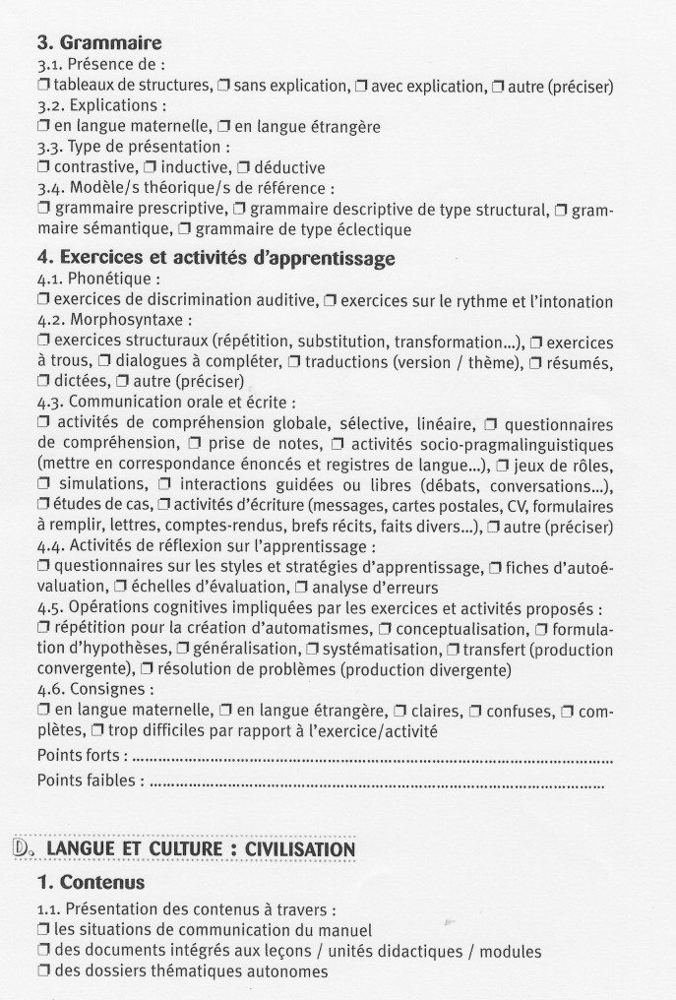 3. Grammaire
3.1. Présence de :
❒ tableaux de structures, ❒ sans explication, ❒ avec explication, ❒ autre (préciser)
3.2. Explications :
❒ en langue maternelle, ❒ en langue étrangère
3.3. Type de présentation :
❒ contrastive, ❒ inductive, ❒ déductive
3.4. Modèle/s théorique/s de référence :
❒ grammaire prescriptive, ❒ grammaire descriptive de type structural, ❒ gram-
maire sémantique, ❒ grammaire de type éclectique
4. Exercices et activités d'apprentissage
4.1. Phonétique :
❒ exercices de discrimination auditive, ❒ exercices sur le rythme et l'intonation
4.2. Morphosyntaxe :
❒ exercices structuraux (répétition, substitution, transformation...), ❒ exercices
à trous, ❒ dialogues à compléter, ❒ traductions (version / thème), ❒ résumés,
❒ dictées, ❒ autre (préciser)
4.3. Communication orale et écrite :
❒ activités de compréhension globale, sélective, linéaire, ❒ questionnaires
de compréhension, ❒ prise de notes, ❒ activités socio-pragmalinguistiques
(mettre en correspondance énoncés et registres de langue...), ❒ jeux de rôles,
❒ simulations, ❒ interactions guidées ou libres (débats, conversations...),
❒ études de cas, ❒ activités d'écriture (messages, cartes postales, CV, formulaires
à remplir, lettres, comptes-rendus, brefs récits, faits divers...), ❒ autre (préciser)
4.4. Activités de réflexion sur l'apprentissage :
❒ questionnaires sur les styles et stratégies d'apprentissage, ❒ fiches d'autoé-
valuation, ❒ échelles d'évaluation, ❒ analyse d'erreurs
4.5. Opérations cognitives impliquées par les exercices et activités proposés :
❒ répétition pour la création d'automatismes, ❒ conceptualisation, ❒ formula-
tion d'hypothèses, ❒ généralisation, ❒ systématisation, ❒ transfert (production
convergente), ❒ résolution de problèmes (production divergente)
4.6. Consignes :
❒ en langue maternelle, ❒ en langue étrangère, ❒ claires, ❒ confuses, ❒ com-
plètes, ❒ trop difficiles par rapport à l'exercice/activité
Points forts : ..........................................................................................
Points faibles : ......................................................................................
D. LANGUE ET CULTURE : CIVILISATION
1. Contenus
1.1. Présentation des contenus à travers :
❒ les situations de communication du manuel
❒ des documents intégrés aux leçons / unités didactiques / modules
❒ des dossiers thématiques autonomes